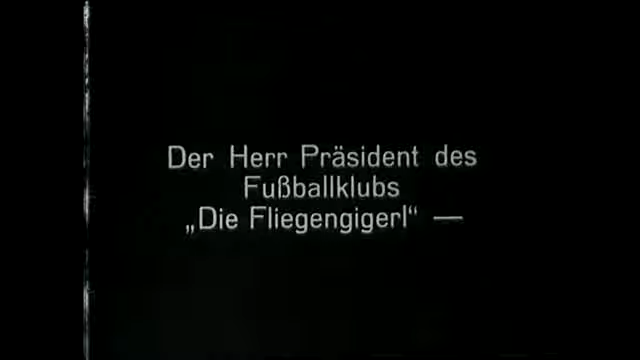 Der Herr Präsident des
Fußballklubs
„Die Fliegengigerl“ —